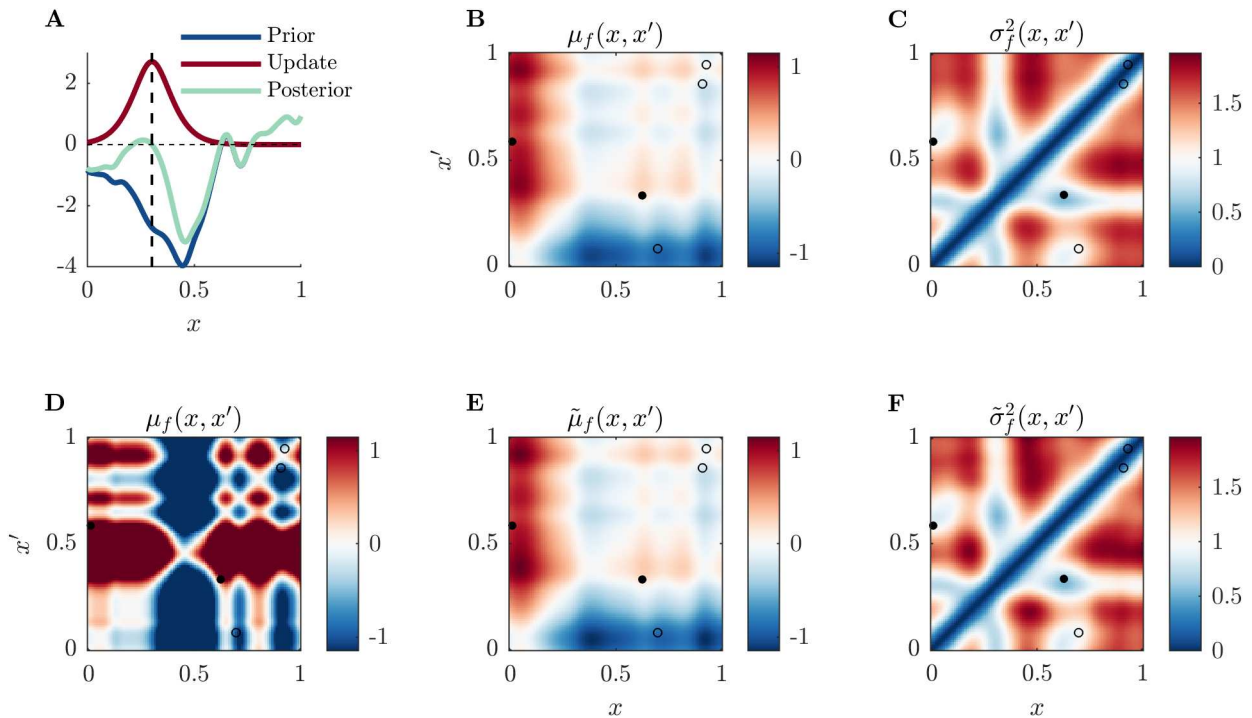 A
Prior
Update
Posterior
2
0
-2
-4
0
0.5
1
x
B
μ_f(x, x′)
1
0.5
0
x′
0
0.5
1
1
0
-1
C
σ_f^2(x, x′)
1
0.5
0
0
0.5
1
1.5
1
0.5
0
D
μ_f(x, x′)
1
0.5
0
x′
0
0.5
1
1
0
-1
E
μ̃_f(x, x′)
1
0.5
0
0
0.5
1
x
1
0
-1
F
σ̃_f^2(x, x′)
1
0.5
0
0
0.5
1
x
1.5
1
0.5
0